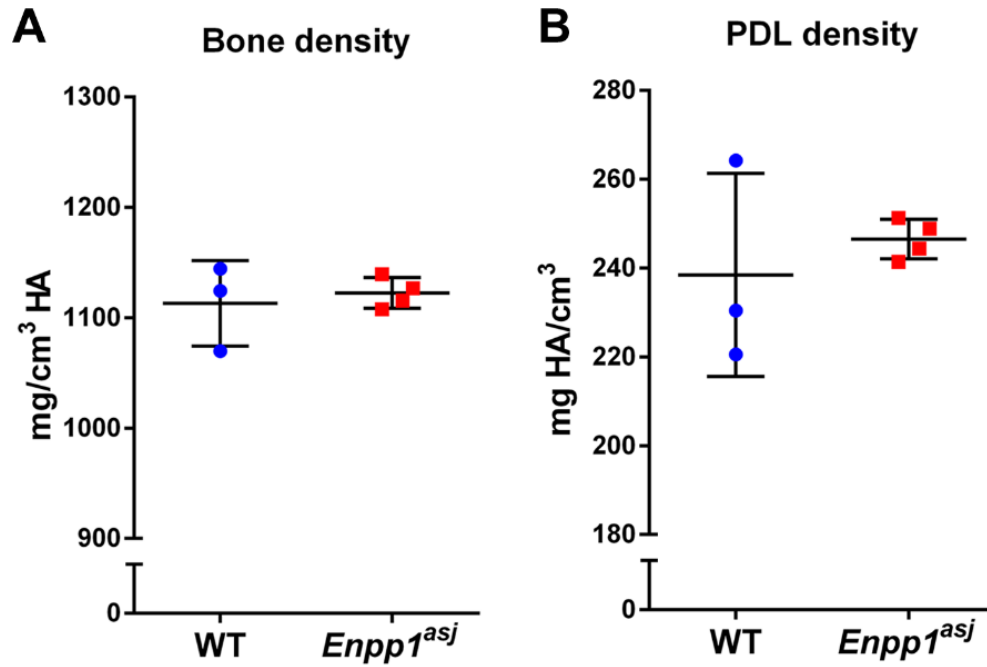 A
Bone density
mg/cm³ HA
1300
1200
1100
1000
900
0
WT
Enpp1ᵃˢʲ
B
PDL density
mg HA/cm³
280
260
240
220
200
180
0
WT
Enpp1ᵃˢʲ